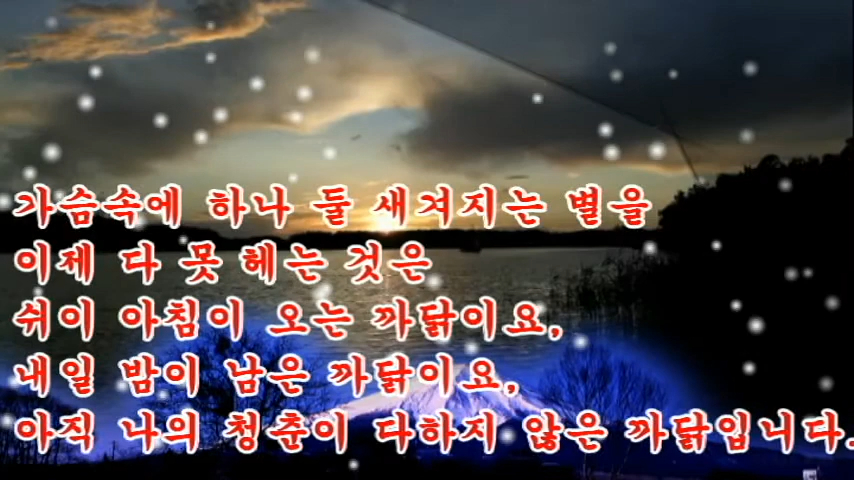 가슴속에 하나 둘 새겨지는 별을
이제 다 못 헤는 것은
쉬이 아침이 오는 까닭이요,
내일 밤이 남은 까닭이요,
아직 나의 청춘이 다하지 않은 까닭입니다.